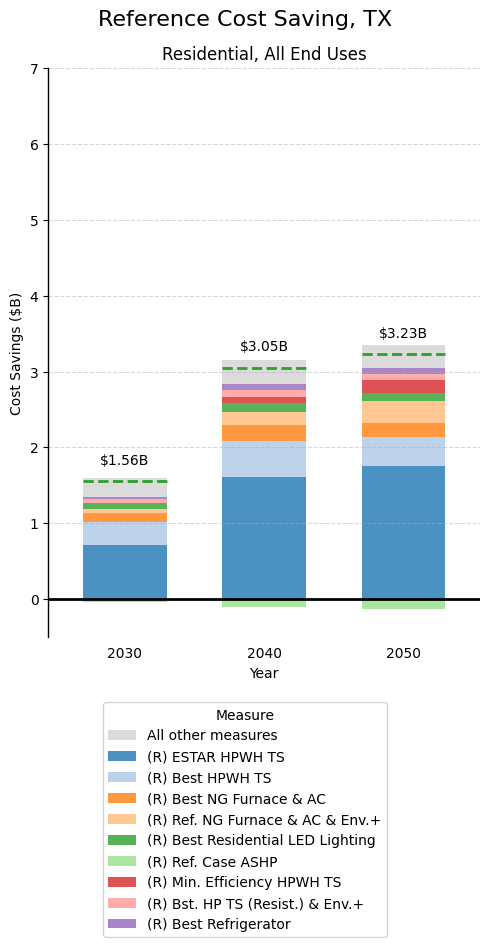 Reference Cost Saving, TX
Residential, All End Uses
7
6
5
4
3
2
1
0
Cost Savings ($B)
$1.56B
$3.05B
$3.23B
2030
2040
2050
Year
Measure
All other measures
(R) ESTAR HPWH TS
(R) Best HPWH TS
(R) Best NG Furnace & AC
(R) Ref. NG Furnace & AC & Env.+
(R) Best Residential LED Lighting
(R) Ref. Case ASHP
(R) Min. Efficiency HPWH TS
(R) Bst. HP TS (Resist.) & Env.+
(R) Best Refrigerator